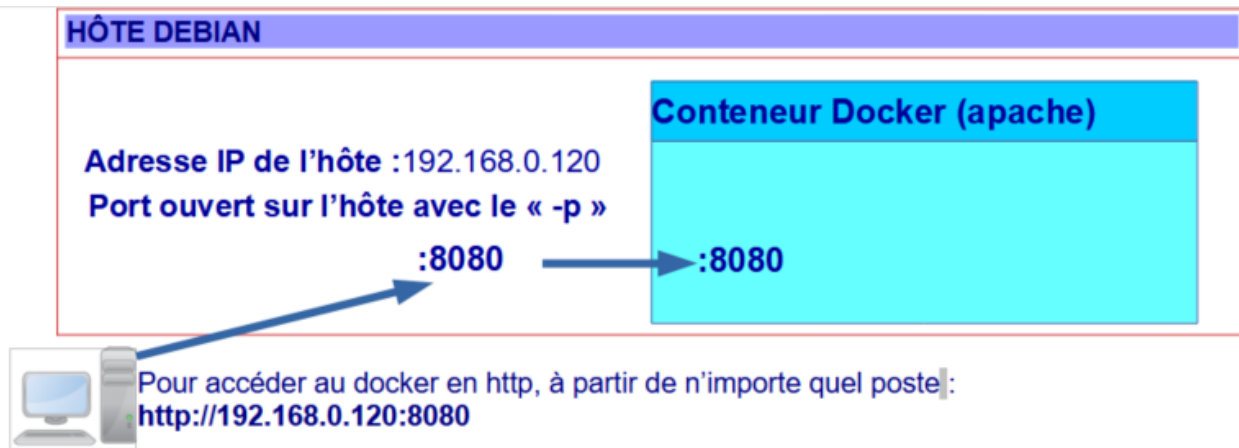 HÔTE DEBIAN
Conteneur Docker (apache)
Adresse IP de l’hôte :192.168.0.120
Port ouvert sur l’hôte avec le « -p »
:8080
:8080
Pour accéder au docker en http, à partir de n’importe quel poste :
http://192.168.0.120:8080